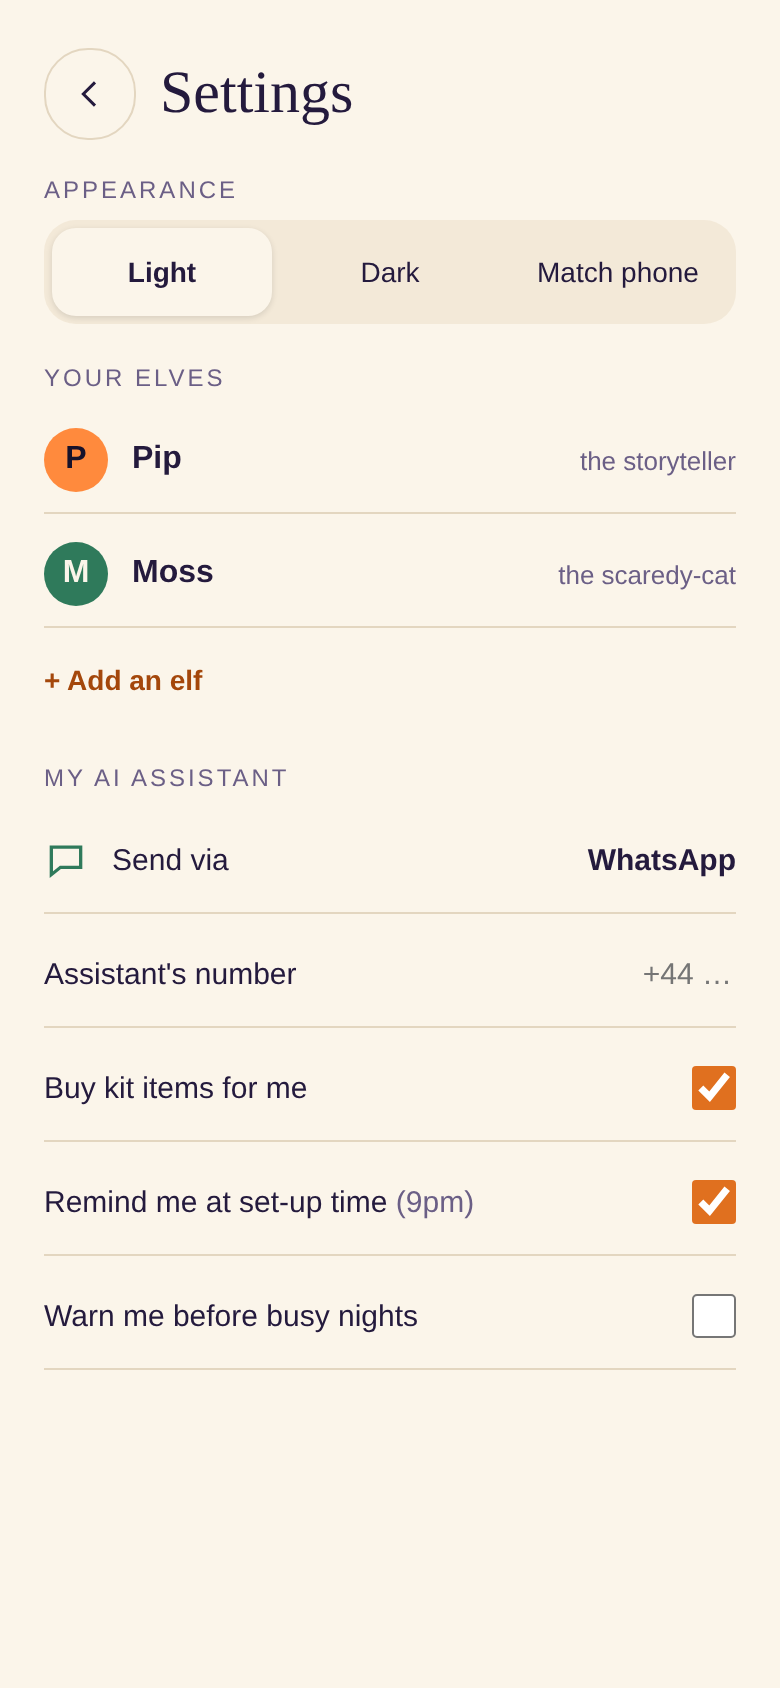 Settings
APPEARANCE
Light Dark Match phone
YOUR ELVES
P Pip the storyteller
M Moss the scaredy-cat
+ Add an elf
MY AI ASSISTANT
Send via WhatsApp
Assistant's number +44 …
Buy kit items for me
Remind me at set-up time (9pm)
Warn me before busy nights